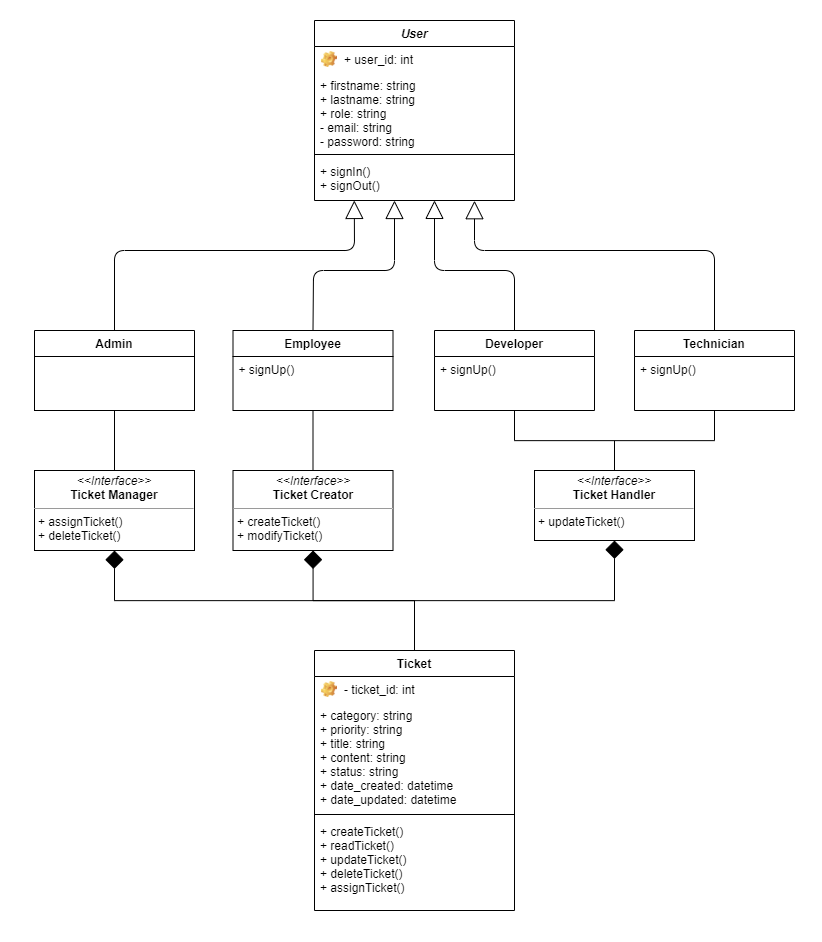 User
+ user_id: int
+ firstname: string
+ lastname: string
+ role: string
- email: string
- password: string
+ signIn()
+ signOut()
Admin
Employee
+ signUp()
Developer
+ signUp()
Technician
+ signUp()
<<Interface>>
Ticket Manager
+ assignTicket()
+ deleteTicket()
<<Interface>>
Ticket Creator
+ createTicket()
+ modifyTicket()
<<Interface>>
Ticket Handler
+ updateTicket()
Ticket
- ticket_id: int
+ category: string
+ priority: string
+ title: string
+ content: string
+ status: string
+ date_created: datetime
+ date_updated: datetime
+ createTicket()
+ readTicket()
+ updateTicket()
+ deleteTicket()
+ assignTicket()